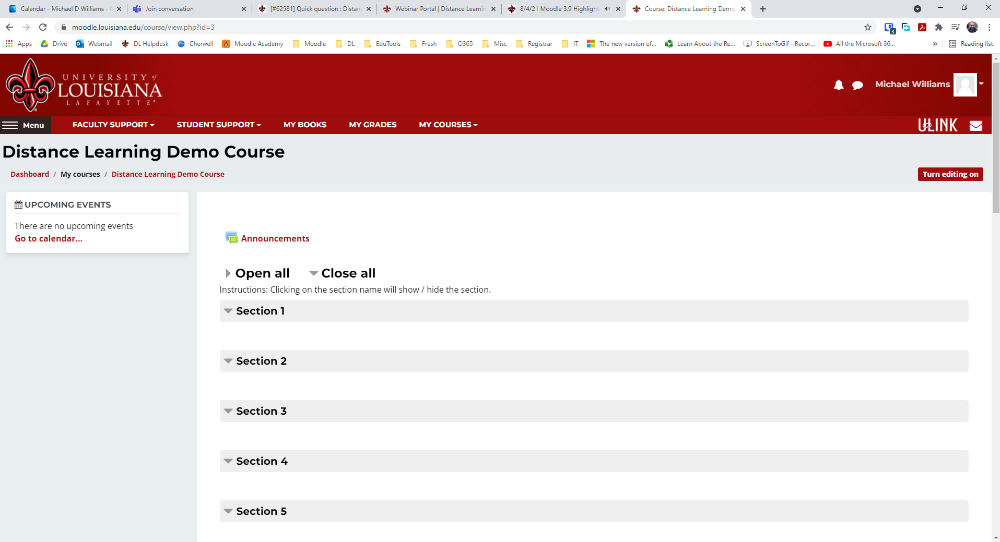 Calendar - Michael D Williams -
Join conversation
[#62581] Quick question : Distan
Webinar Portal | Distance Learnin
8/4/21 Moodle 3.9 Highlight
Course: Distance Learning Demo
moodle.louisiana.edu/course/view.php?id=3
3
Apps
Drive
Webmail
DL Helpdesk
Cherwell
Moodle Academy
Moodle
DL
EduTools
Fresh
O365
Misc
Registrar
IT
The new version of...
Learn About the Re...
ScreenToGif - Recor...
All the Microsoft 36...
»
Reading list
UNIVERSITY of
LOUISIANA
LAFAYETTE®
Michael Williams
Menu
FACULTY SUPPORT
STUDENT SUPPORT
MY BOOKS
MY GRADES
MY COURSES
ULINK
Distance Learning Demo Course
Dashboard / My courses / Distance Learning Demo Course
Turn editing on
UPCOMING EVENTS
There are no upcoming events
Go to calendar...
Announcements
Open all
Close all
Instructions: Clicking on the section name will show / hide the section.
Section 1
Section 2
Section 3
Section 4
Section 5